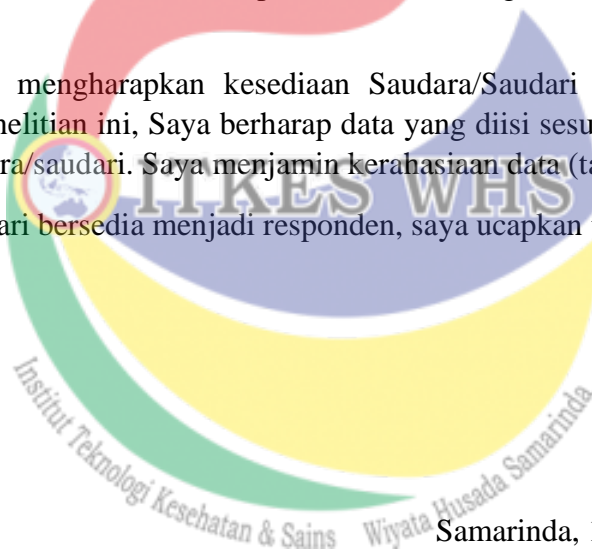 mengharapkan kesediaan Saudara/Saudari
nelitian ini, Saya berharap data yang diisi sesu
ra/saudari. Saya menjamin kerahasiaan data (ta
ITKES WHS
ari bersedia menjadi responden, saya ucapkan
Institut Teknologi Kesehatan & Sains Wiyata Husada Samarinda
Samarinda, 1